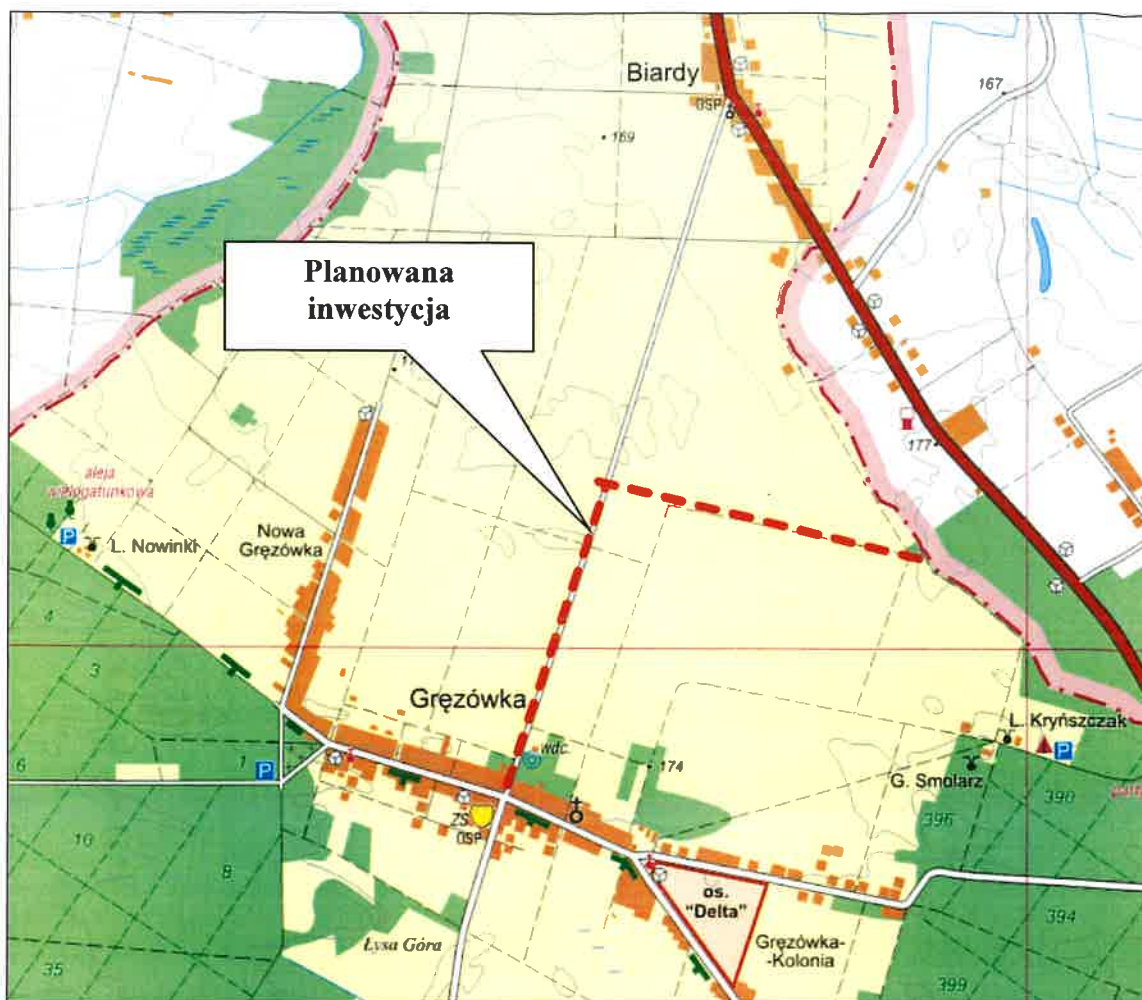 Biardy
OSP
167
169
Planowana
inwestycja
177
aleja
wielogatunkowa
L. Nowinki
Nowa
Gręzówka
4
3
Gręzówka
wdc.
174
L. Kryńszczak
G. Smolarz
6
1
P
P
P
ZS
OSP
390
396
10
8
os.
"Delta"
394
Łysa Góra
Gręzówka-
-Kolonia
35
399